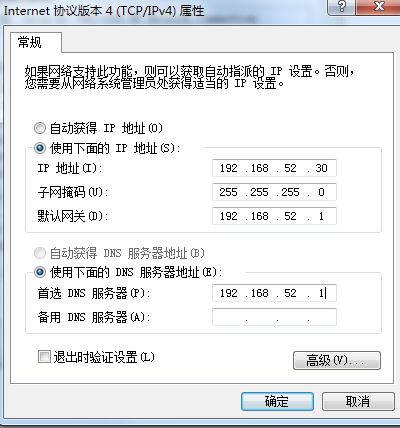 Internet 协议版本 4 (TCP/IPv4) 属性
常规
如果网络支持此功能，则可以获取自动指派的 IP 设置。否则，
您需要从网络系统管理员处获得适当的 IP 设置。
自动获得 IP 地址(O)
使用下面的 IP 地址(S):
IP 地址(I): 192 .168 .52 .30
子网掩码(U): 255 .255 .255 .0
默认网关(D): 192 .168 .52 .1
自动获得 DNS 服务器地址(B)
使用下面的 DNS 服务器地址(E):
首选 DNS 服务器(P): 192 .168 .52 .1
备用 DNS 服务器(A): . . .
退出时验证设置(L)
高级(V)...
确定 取消